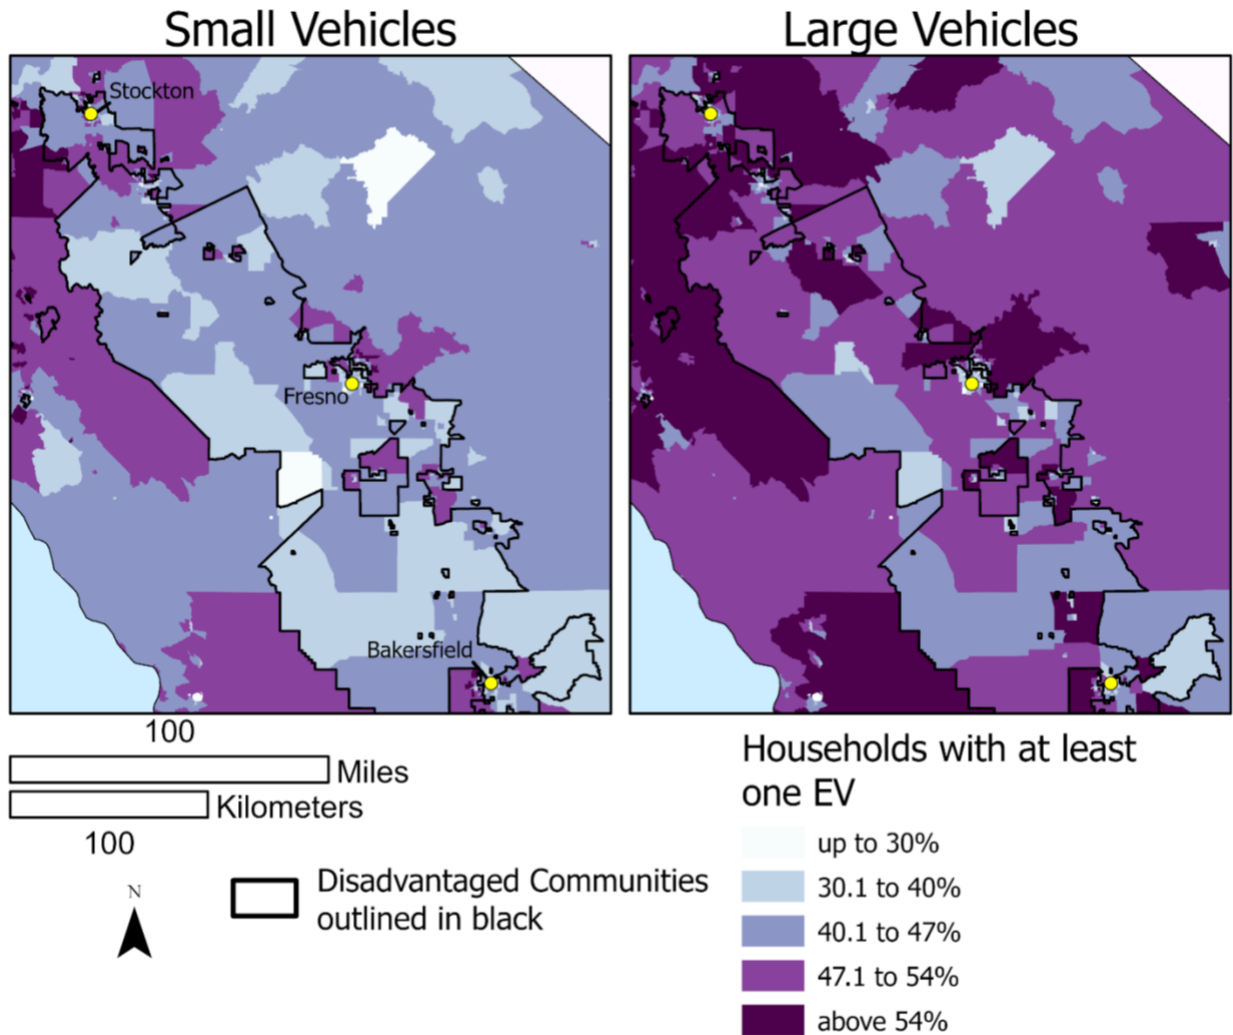 Small Vehicles
Large Vehicles
Stockton
Fresno
Bakersfield
100
Miles
Kilometers
100
N
Disadvantaged Communities
outlined in black
Households with at least
one EV
up to 30%
30.1 to 40%
40.1 to 47%
47.1 to 54%
above 54%